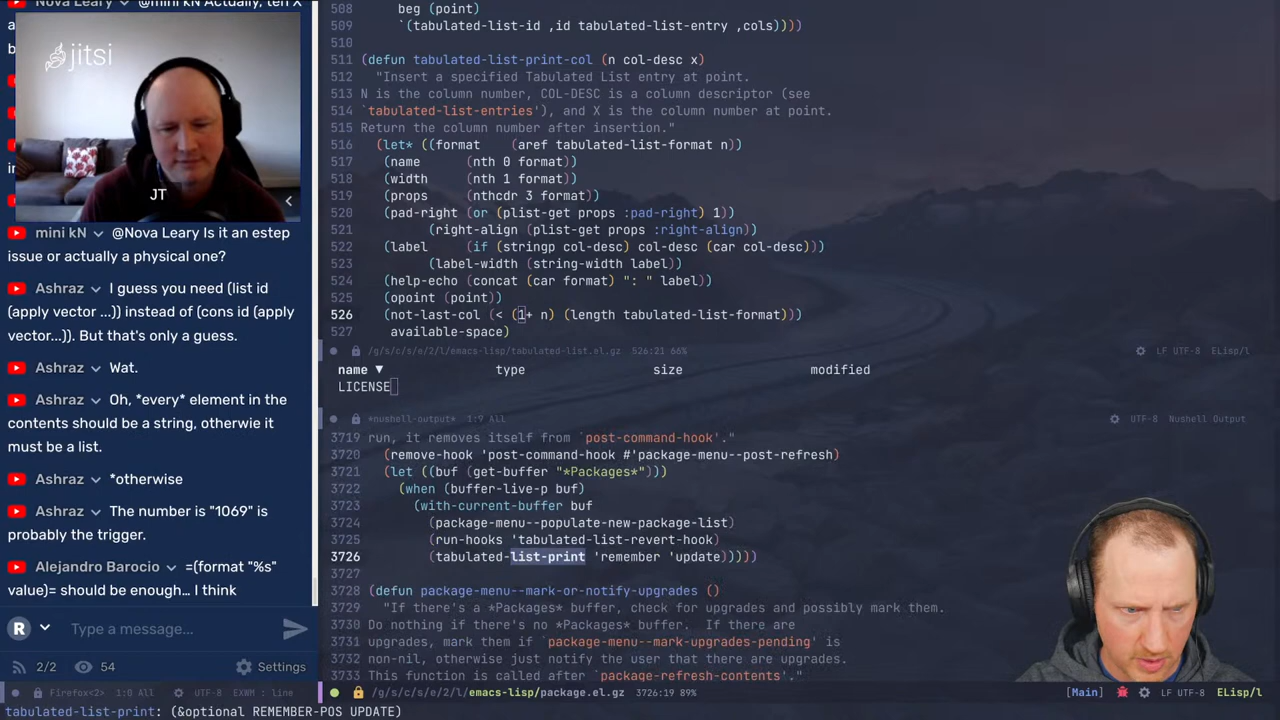 Nova Leary @mini kN Actually, ten X
jitsi
JT
mini kN @Nova Leary Is it an estep
issue or actually a physical one?
Ashraz I guess you need (list id
(apply vector ...)) instead of (cons id (apply
vector...)). But that's only a guess.
Ashraz Wat.
Ashraz Oh, *every* element in the
contents should be a string, otherwie it
must be a list.
Ashraz *otherwise
Ashraz The number is "1069" is
probably the trigger.
Alejandro Barocio =(format "%s"
value)= should be enough... I think
R Type a message...
2/2 54 Settings
Firefox<2> 1:0 All UTF-8 EXWM : line
508 beg (point)
509 `(tabulated-list-id ,id tabulated-list-entry ,cols))))
510
511 (defun tabulated-list-print-col (n col-desc x)
512 "Insert a specified Tabulated List entry at point.
513 N is the column number, COL-DESC is a column descriptor (see
514 `tabulated-list-entries'), and X is the column number at point.
515 Return the column number after insertion."
516 (let* ((format (aref tabulated-list-format n))
517 (name (nth 0 format))
518 (width (nth 1 format))
519 (props (nthcdr 3 format))
520 (pad-right (or (plist-get props :pad-right) 1))
521 (right-align (plist-get props :right-align))
522 (label (if (stringp col-desc) col-desc (car col-desc)))
523 (label-width (string-width label))
524 (help-echo (concat (car format) ": " label))
525 (opoint (point))
526 (not-last-col (< (1+ n) (length tabulated-list-format)))
527 available-space)
/g/s/c/s/e/2/l/emacs-lisp/tabulated-list.el.gz 526:21 66% LF UTF-8 ELisp/l
name ▼ type size modified
LICENSE
*nushell-output* 1:9 All UTF-8 Nushell Output
3719 run, it removes itself from `post-command-hook'."
3720 (remove-hook 'post-command-hook #'package-menu--post-refresh)
3721 (let ((buf (get-buffer "*Packages*")))
3722 (when (buffer-live-p buf)
3723 (with-current-buffer buf
3724 (package-menu--populate-new-package-list)
3725 (run-hooks 'tabulated-list-revert-hook)
3726 (tabulated-list-print 'remember 'update)))))
3727
3728 (defun package-menu--mark-or-notify-upgrades ()
3729 "If there's a *Packages* buffer, check for upgrades and possibly mark them.
3730 Do nothing if there's no *Packages* buffer. If there are
3731 upgrades, mark them if `package-menu--mark-upgrades-pending' is
3732 non-nil, otherwise just notify the user that there are upgrades.
3733 This function is called after `package-refresh-contents'."
/g/s/c/s/e/2/l/emacs-lisp/package.el.gz 3726:19 89% [Main] LF UTF-8 ELisp/l
tabulated-list-print: (&optional REMEMBER-POS UPDATE)